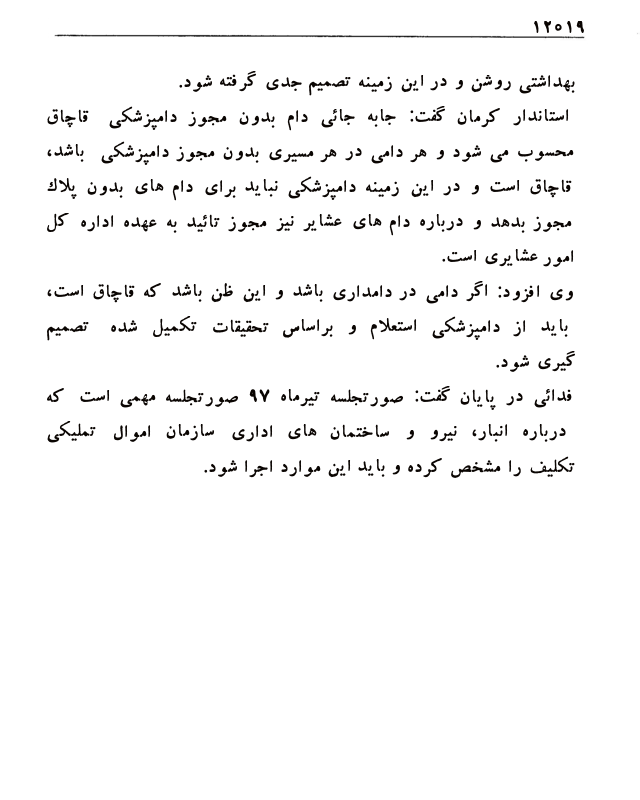 ۱۲۵۱۹
بهداشتی روشن و در این زمینه تصمیم جدی گرفته شود.
استاندار کرمان گفت: جابه جائی دام بدون مجوز دامپزشکی قاچاق
محسوب می شود و هر دامی در هر مسیری بدون مجوز دامپزشکی باشد،
قاچاق است و در این زمینه دامپزشکی نباید برای دام های بدون پلاك
مجوز بدهد و درباره دام های عشایر نیز مجوز تائید به عهده اداره کل
امور عشایری است.
وی افزود: اگر دامی در دامداری باشد و این ظن باشد که قاچاق است،
باید از دامپزشکی استعلام و براساس تحقیقات تکمیل شده تصمیم
گیری شود.
فدائی در پایان گفت: صورتجلسه تیرماه ۹۷ صورتجلسه مهمی است که
درباره انبار، نیرو و ساختمان های اداری سازمان اموال تملیکی
تکلیف را مشخص کرده و باید این موارد اجرا شود.